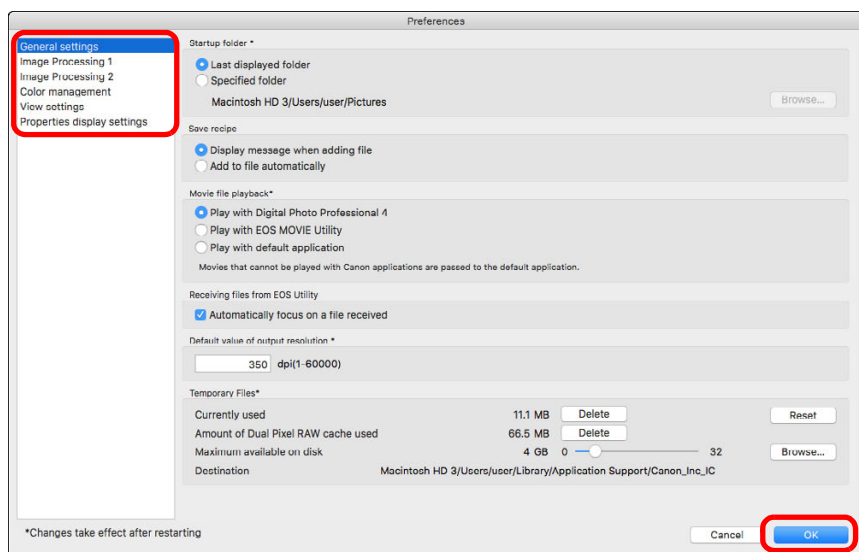 Preferences
General settings
Image Processing 1
Image Processing 2
Color management
View settings
Properties display settings
Startup folder *
Last displayed folder
Specified folder
Macintosh HD 3/Users/user/Pictures
Browse...
Save recipe
Display message when adding file
Add to file automatically
Movie file playback*
Play with Digital Photo Professional 4
Play with EOS MOVIE Utility
Play with default application
Movies that cannot be played with Canon applications are passed to the default application.
Receiving files from EOS Utility
Automatically focus on a file received
Default value of output resolution *
350 dpi(1-60000)
Temporary Files*
Currently used 11.1 MB Delete Reset
Amount of Dual Pixel RAW cache used 66.5 MB Delete
Maximum available on disk 4 GB 0 32 Browse...
Destination Macintosh HD 3/Users/user/Library/Application Support/Canon_Inc_IC
*Changes take effect after restarting
Cancel OK